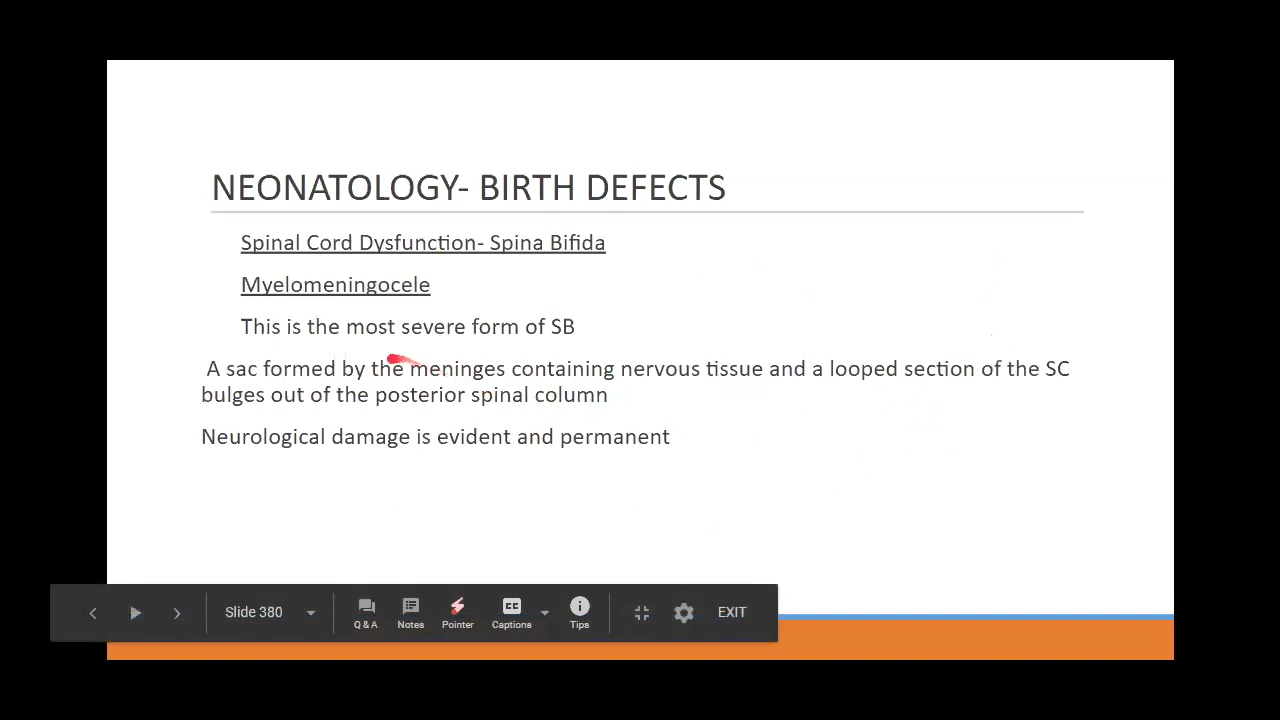 NEONATOLOGY- BIRTH DEFECTS
Spinal Cord Dysfunction- Spina Bifida
Myelomeningocele
This is the most severe form of SB
A sac formed by the meninges containing nervous tissue and a looped section of the SC
bulges out of the posterior spinal column
Neurological damage is evident and permanent
Slide 380
Q & A
Notes
Pointer
CC
Captions
Tips
EXIT